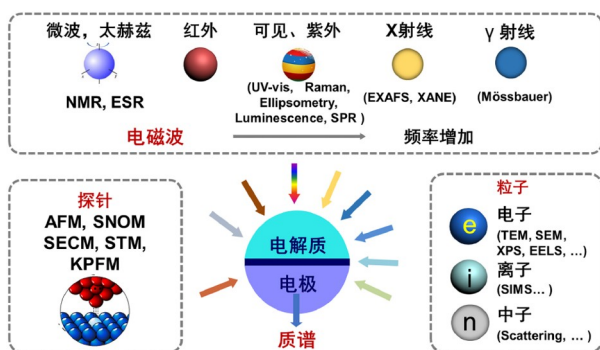 微波，太赫兹
红外
可见、紫外
X射线
γ 射线
NMR, ESR
(UV-vis, Raman,
Ellipsometry,
Luminescence, SPR )
(EXAFS, XANE)
(Mössbauer)
电磁波
频率增加
探针
AFM, SNOM
SECM, STM,
KPFM
电解质
电极
质谱
粒子
e
电子
(TEM, SEM,
XPS, EELS, ...)
i
离子
(SIMS... )
n
中子
(Scattering, ... )